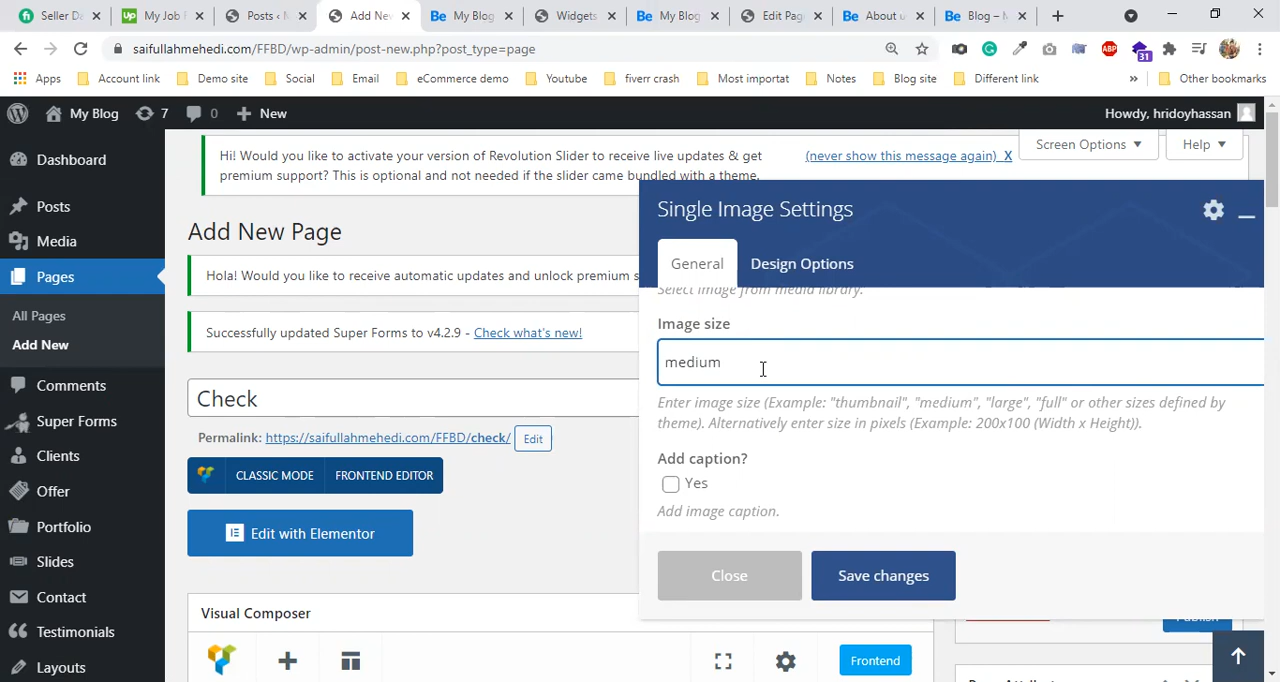 Seller Da
My Job F
Posts ‹ M
Add New
My Blog
Widgets
My Blog
Edit Pag
About u
Blog – M
saifullahmehedi.com/FFBD/wp-admin/post-new.php?post_type=page
31
Apps
Account link
Demo site
Social
Email
eCommerce demo
Youtube
fiverr crash
Most importat
Notes
Blog site
Different link
»
Other bookmarks
My Blog
7
0
New
Howdy, hridoyhassan
Dashboard
Posts
Media
Pages
All Pages
Add New
Comments
Super Forms
Clients
Offer
Portfolio
Slides
Contact
Testimonials
Layouts
Hi! Would you like to activate your version of Revolution Slider to receive live updates & get
premium support? This is optional and not needed if the slider came bundled with a theme.
(never show this message again) X
Screen Options
Help
Add New Page
Hola! Would you like to receive automatic updates and unlock premium s
Successfully updated Super Forms to v4.2.9 - Check what's new!
Check
Permalink: https://saifullahmehedi.com/FFBD/check/ Edit
CLASSIC MODE
FRONTEND EDITOR
Edit with Elementor
Visual Composer
Frontend
Single Image Settings
General
Design Options
Select image from media library.
Image size
medium
Enter image size (Example: "thumbnail", "medium", "large", "full" or other sizes defined by
theme). Alternatively enter size in pixels (Example: 200x100 (Width x Height)).
Add caption?
Yes
Add image caption.
Close
Save changes
Publish